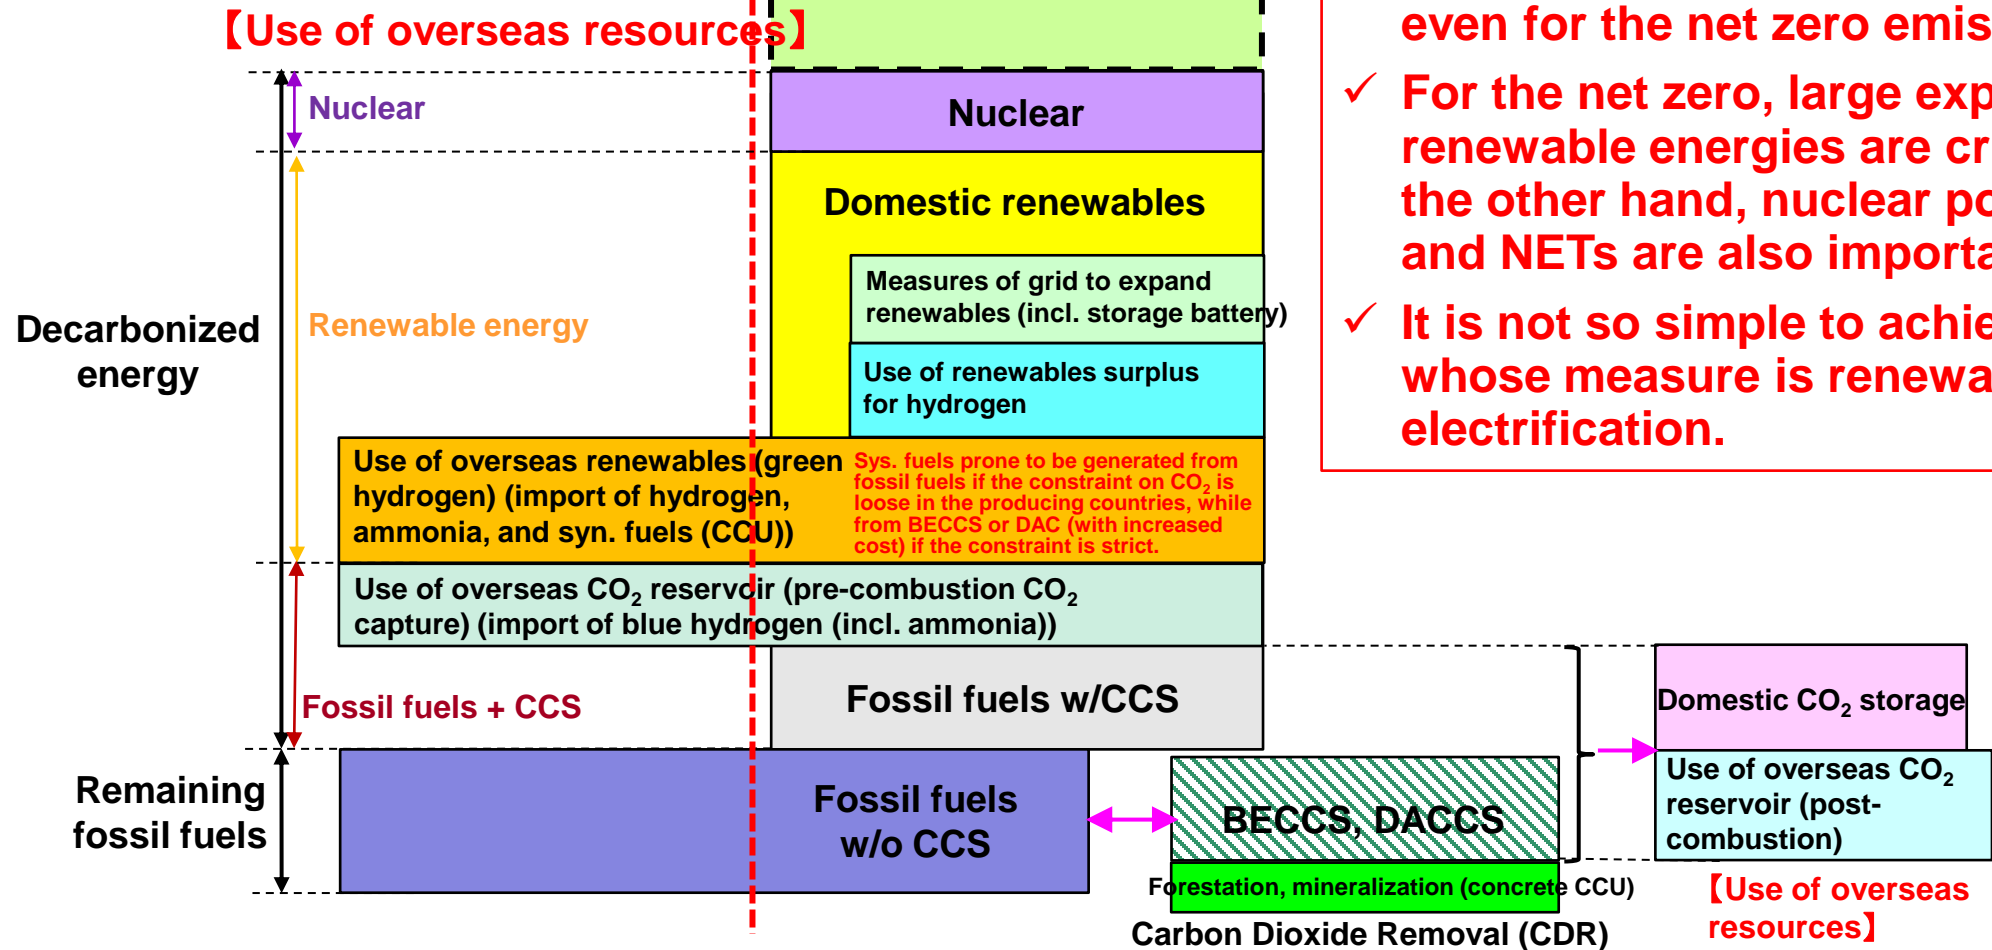 【Use of overseas resources】
Nuclear
Nuclear
Domestic renewables
Measures of grid to expand
renewables (incl. storage battery)
Decarbonized
energy
Renewable energy
Use of renewables surplus
for hydrogen
Use of overseas renewables (green
hydrogen) (import of hydrogen,
ammonia, and syn. fuels (CCU))
Sys. fuels prone to be generated from
fossil fuels if the constraint on CO₂ is
loose in the producing countries, while
from BECCS or DAC (with increased
cost) if the constraint is strict.
Use of overseas CO₂ reservoir (pre-combustion CO₂
capture) (import of blue hydrogen (incl. ammonia))
Fossil fuels + CCS
Fossil fuels w/CCS
Remaining
fossil fuels
Fossil fuels
w/o CCS
BECCS, DACCS
Forestation, mineralization (concrete CCU)
Carbon Dioxide Removal (CDR)
Domestic CO₂ storage
Use of overseas CO₂
reservoir (post-
combustion)
【Use of overseas
resources】
even for the net zero emis
✓ For the net zero, large exp
renewable energies are cr
the other hand, nuclear po
and NETs are also importa
✓ It is not so simple to achie
whose measure is renewa
electrification.